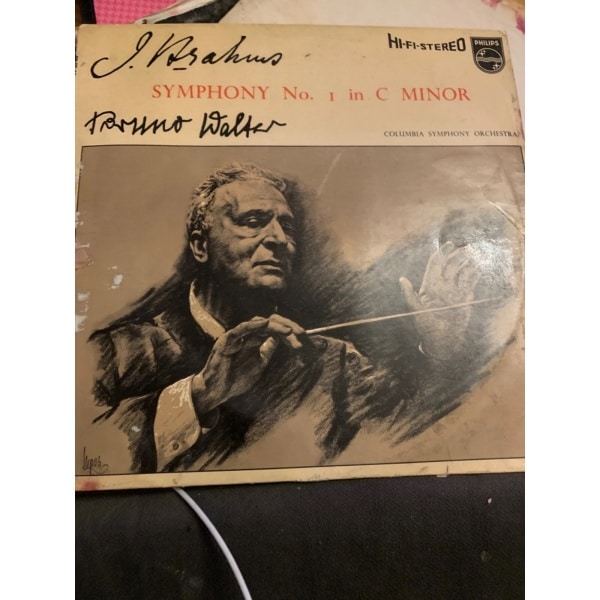 J. Brahms
HI-FI-STEREO
PHILIPS
SYMPHONY No. 1 in C MINOR
Bruno Walter
COLUMBIA SYMPHONY ORCHESTRA